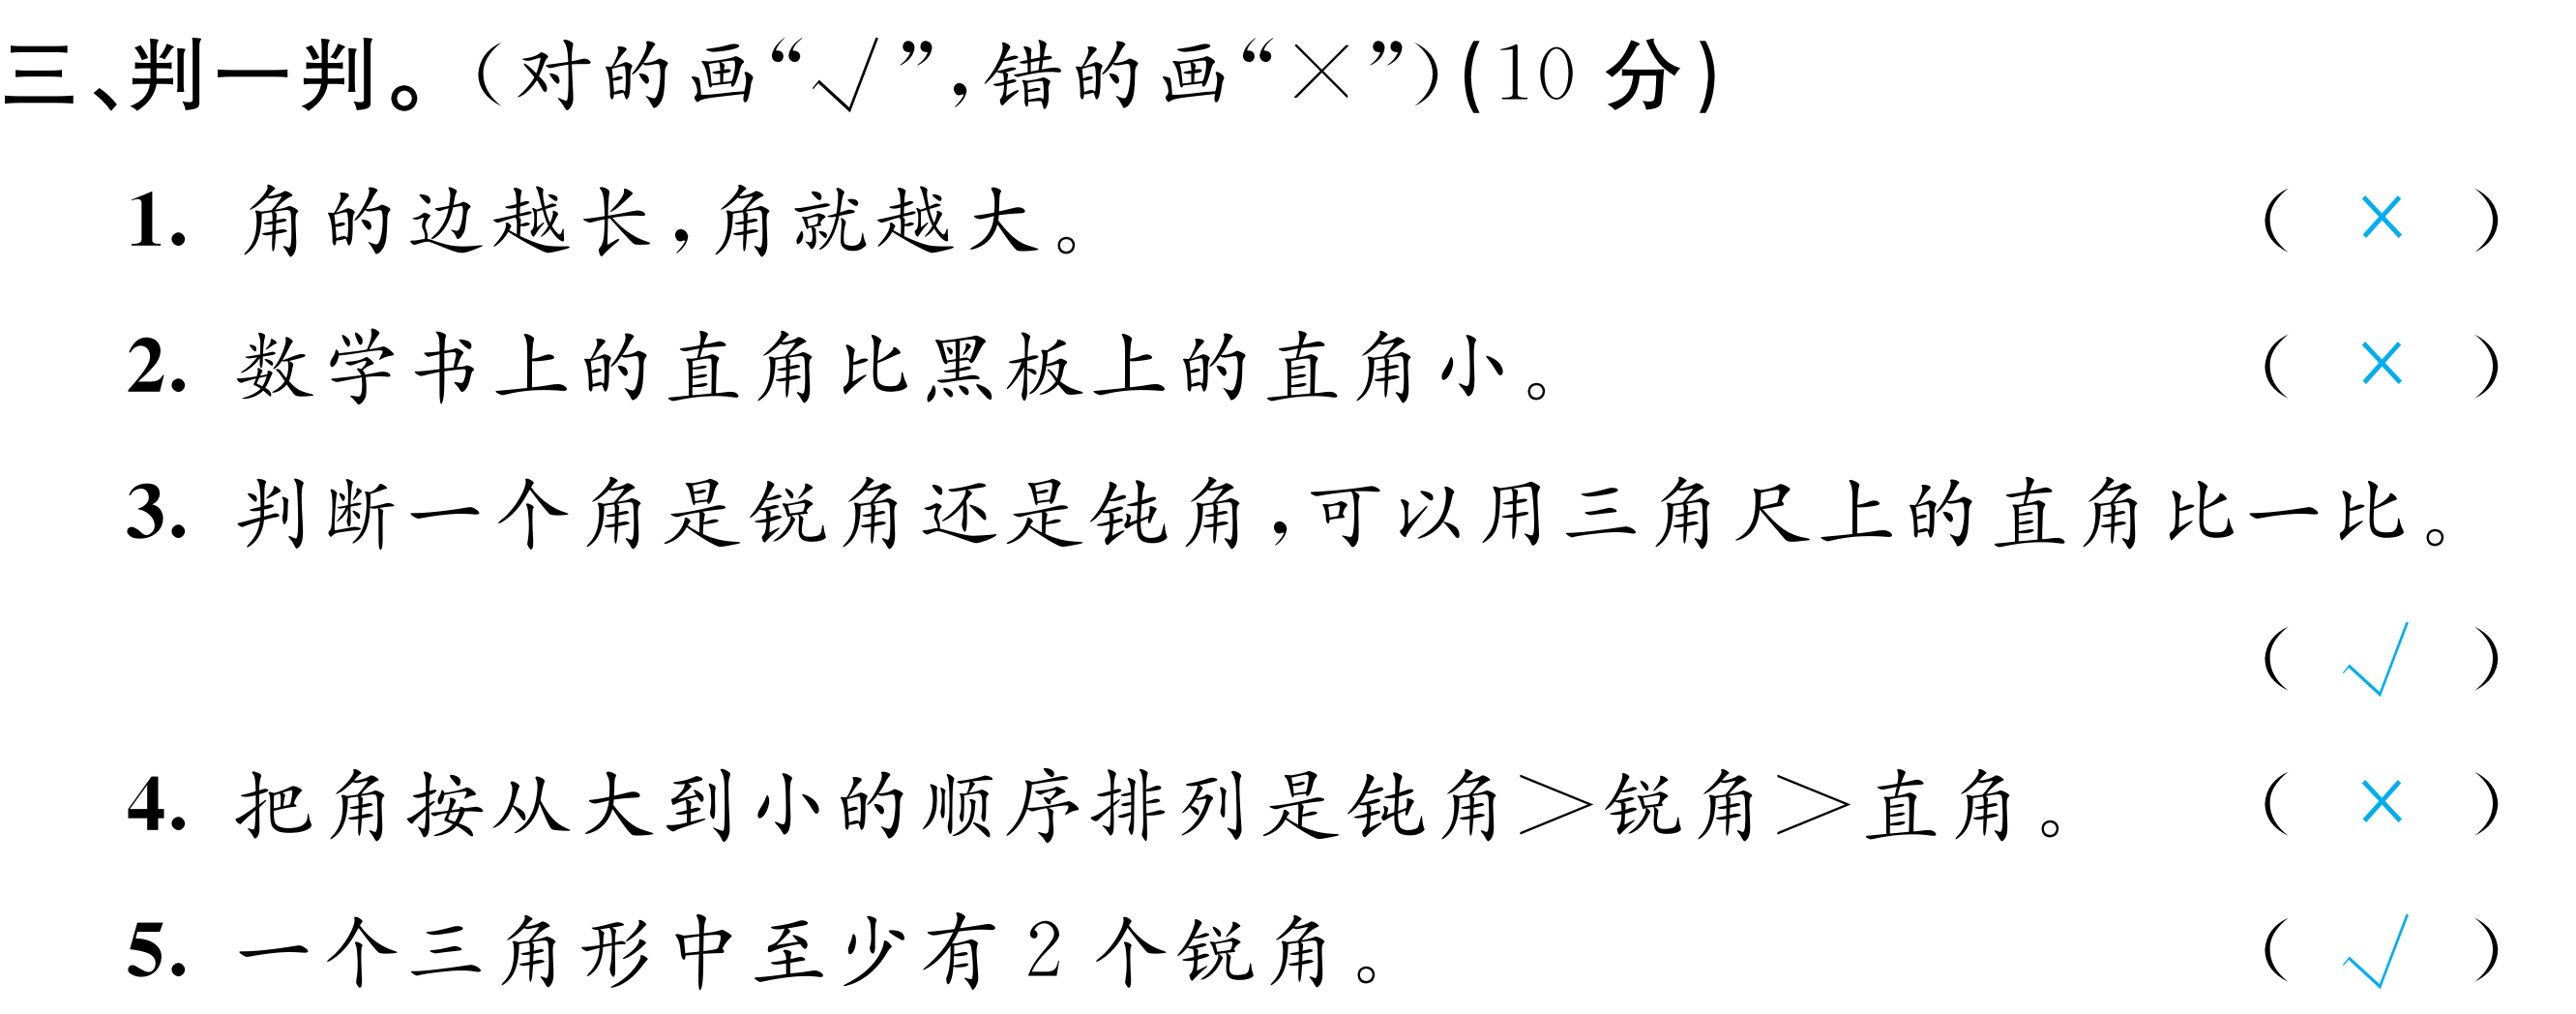 三、判一判。(对的画“√”,错的画“×”)(10 分)
1. 角的边越长,角就越大。 ( × )
2. 数学书上的直角比黑板上的直角小。 ( × )
3. 判断一个角是锐角还是钝角,可以用三角尺上的直角比一比。
( √ )
4. 把角按从大到小的顺序排列是钝角>锐角>直角。 ( × )
5. 一个三角形中至少有 2 个锐角。 ( √ )